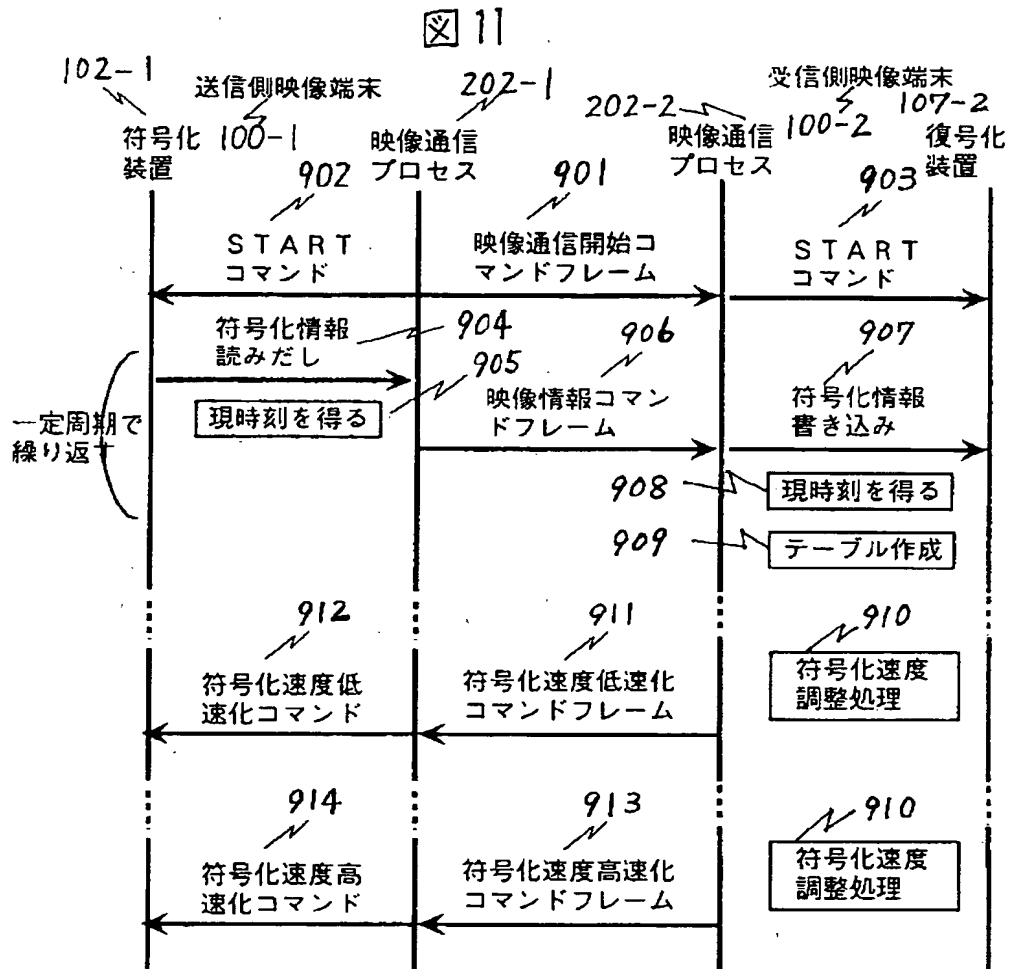 図11
102-1
送信側映像端末
100-1
202-1
202-2
受信側映像端末
100-2
107-2
符号化
装置
映像通信
プロセス
映像通信
プロセス
復号化
装置
902
901
903
START
コマンド
映像通信開始コ
マンドフレーム
START
コマンド
符号化情報
読みだし
904
905
906
907
一定周期で
繰り返す
現時刻を得る
映像情報コマン
ドフレーム
符号化情報
書き込み
908
現時刻を得る
909
テーブル作成
912
911
910
符号化速度低
速化コマンド
符号化速度低速化
コマンドフレーム
符号化速度
調整処理
914
913
910
符号化速度高
速化コマンド
符号化速度高速化
コマンドフレーム
符号化速度
調整処理